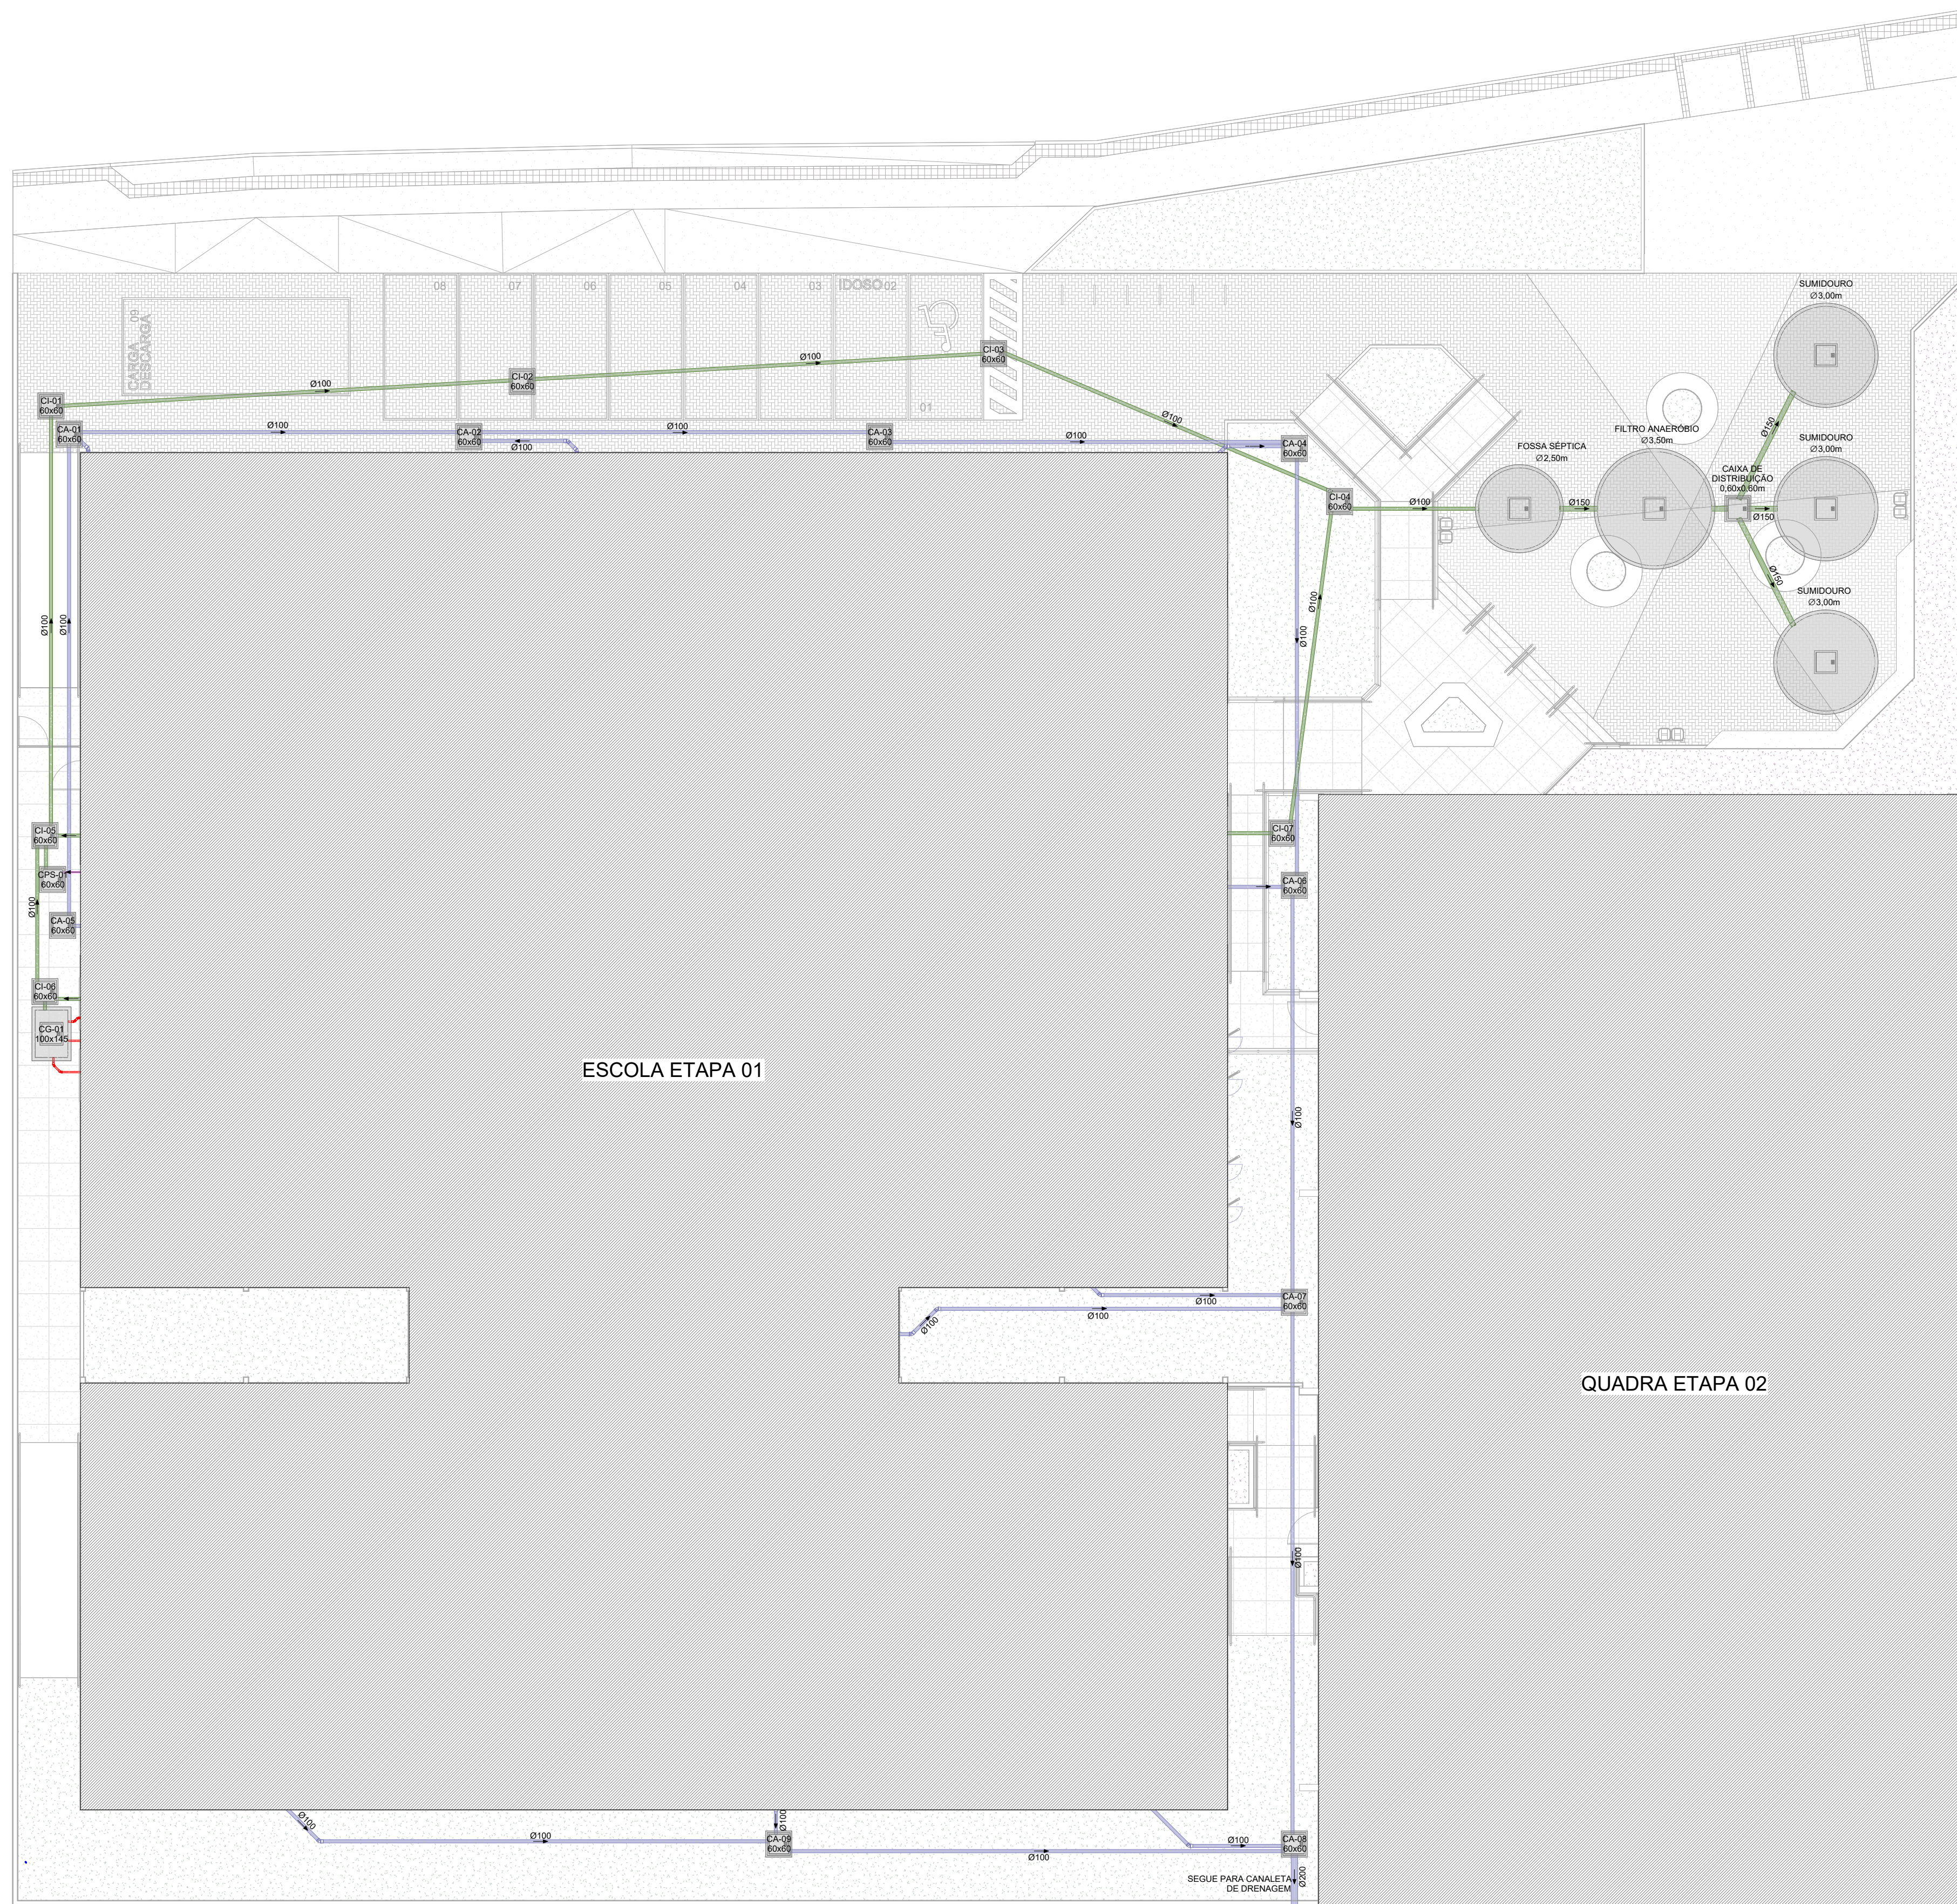 SUMIDOURO
Ø3,00m
08
07
06
05
04
03
IDOSO 02
01
CARGA 09
DESCARGA
CI-03
60x60
Ø100
CI-02
60x60
Ø100
CI-01
60x60
Ø100
CA-01
60x60
Ø100
CA-02
60x60
Ø100
Ø100
CA-03
60x60
Ø100
CA-04
60x60
FOSSA SÉPTICA
Ø2,50m
FILTRO ANAERÓBIO
Ø3,50m
Ø150
SUMIDOURO
Ø3,00m
CAIXA DE
DISTRIBUIÇÃO
0,60x0,60m
CI-04
60x60
Ø100
Ø150
Ø150
Ø150
SUMIDOURO
Ø3,00m
Ø100
Ø100
Ø100
Ø100
CI-05
60x60
CI-07
60x60
CPS-01
60x60
CA-06
60x60
Ø100
CA-05
60x60
CI-06
60x60
CG-01
100x145
ESCOLA ETAPA 01
Ø100
CA-07
60x60
Ø100
Ø100
Ø100
QUADRA ETAPA 02
Ø100
Ø100
Ø100
Ø100
CA-09
60x60
Ø100
Ø100
CA-08
60x60
Ø200
SEGUE PARA CANALETA
DE DRENAGEM